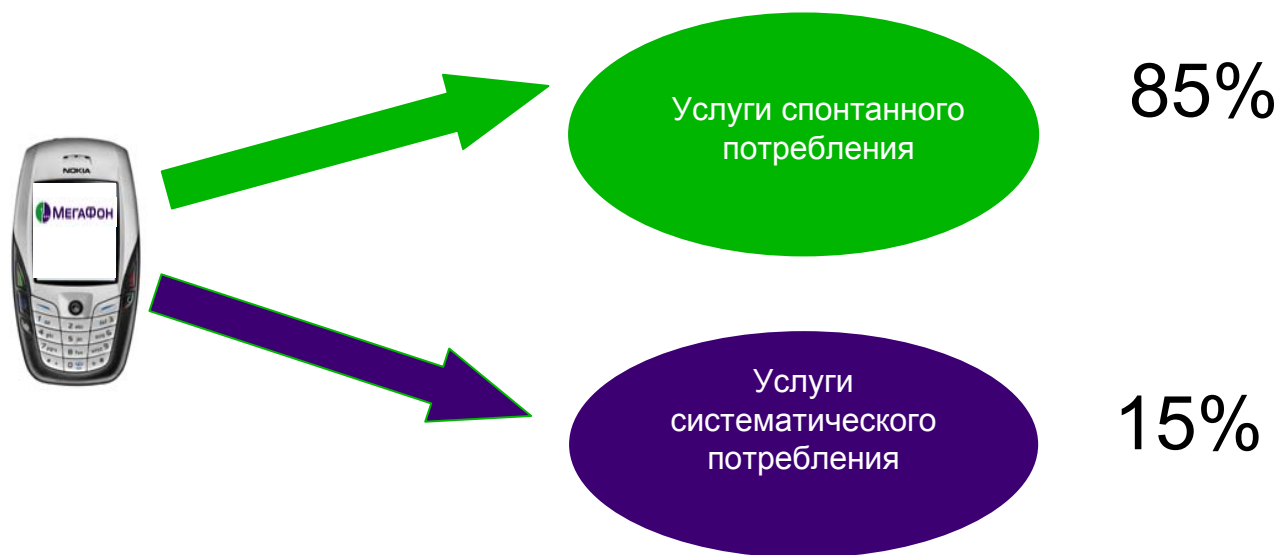 Услуги спонтанного
потребления
85%
NOKIA
МЕГАФОН
Услуги
систематического
потребления
15%